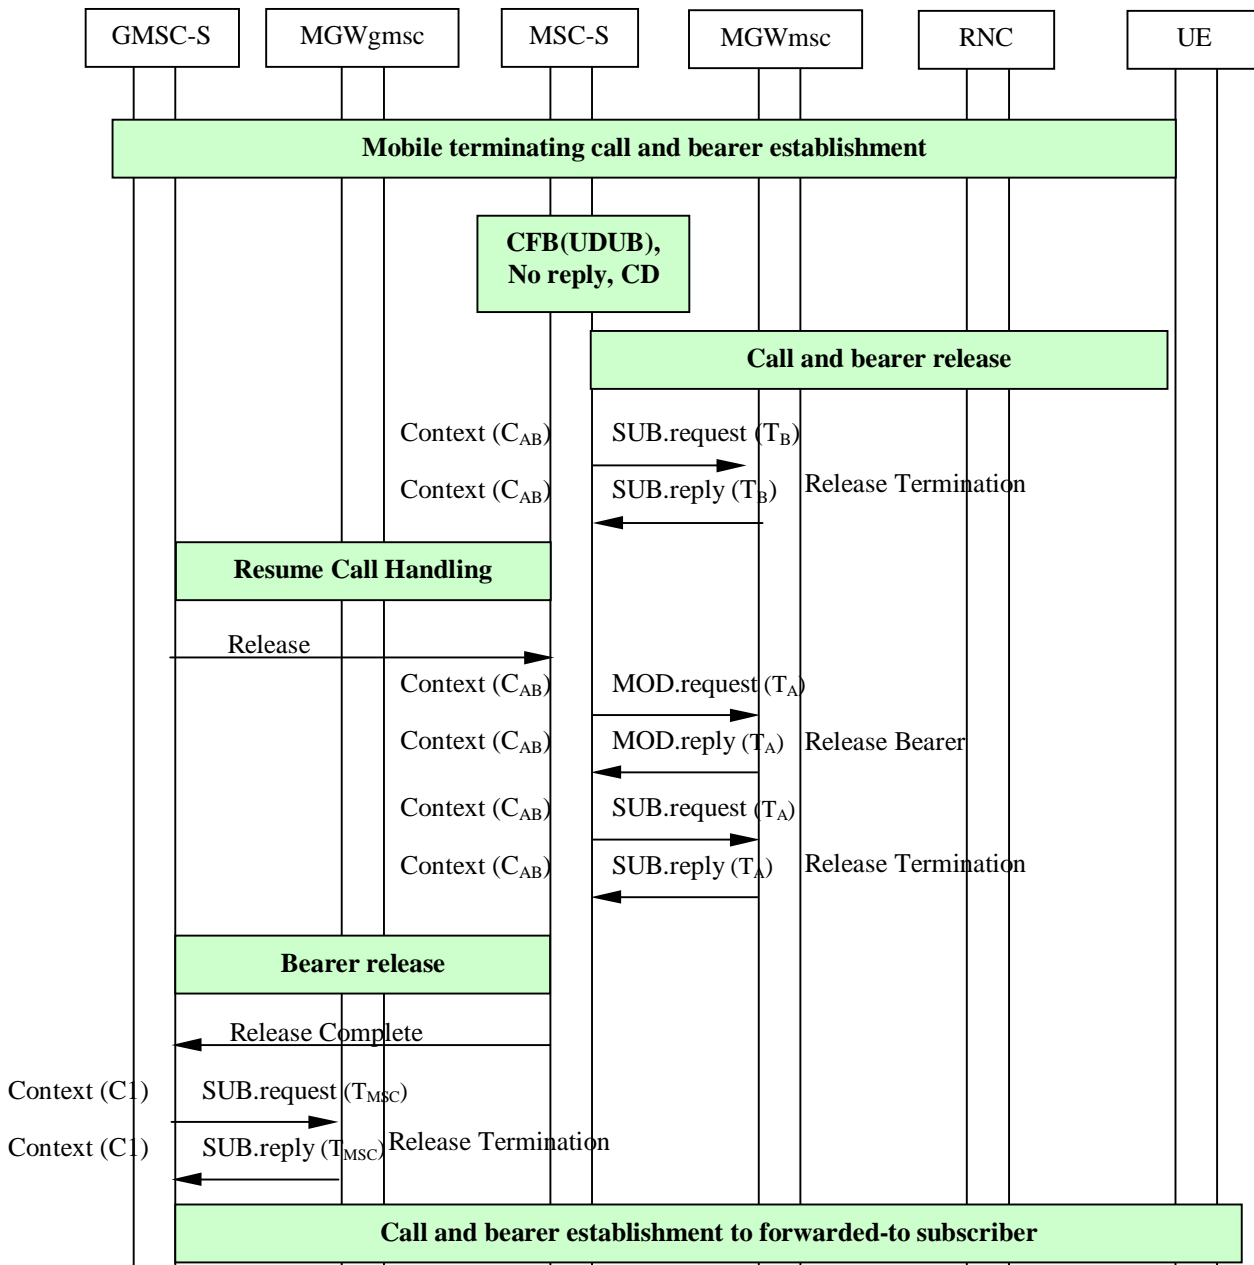 GMSC-S MGWgmsc MSC-S MGWmsc RNC UE
Mobile terminating call and bearer establishment
CFB(UDUB),
No reply, CD
Call and bearer release
Context (CAB) SUB.request (TB)
Context (CAB) SUB.reply (TB) Release Termination
Resume Call Handling
Release
Context (CAB) MOD.request (TA)
Context (CAB) MOD.reply (TA) Release Bearer
Context (CAB) SUB.request (TA)
Context (CAB) SUB.reply (TA) Release Termination
Bearer release
Release Complete
Context (C1) SUB.request (TMSC)
Context (C1) SUB.reply (TMSC) Release Termination
Call and bearer establishment to forwarded-to subscriber